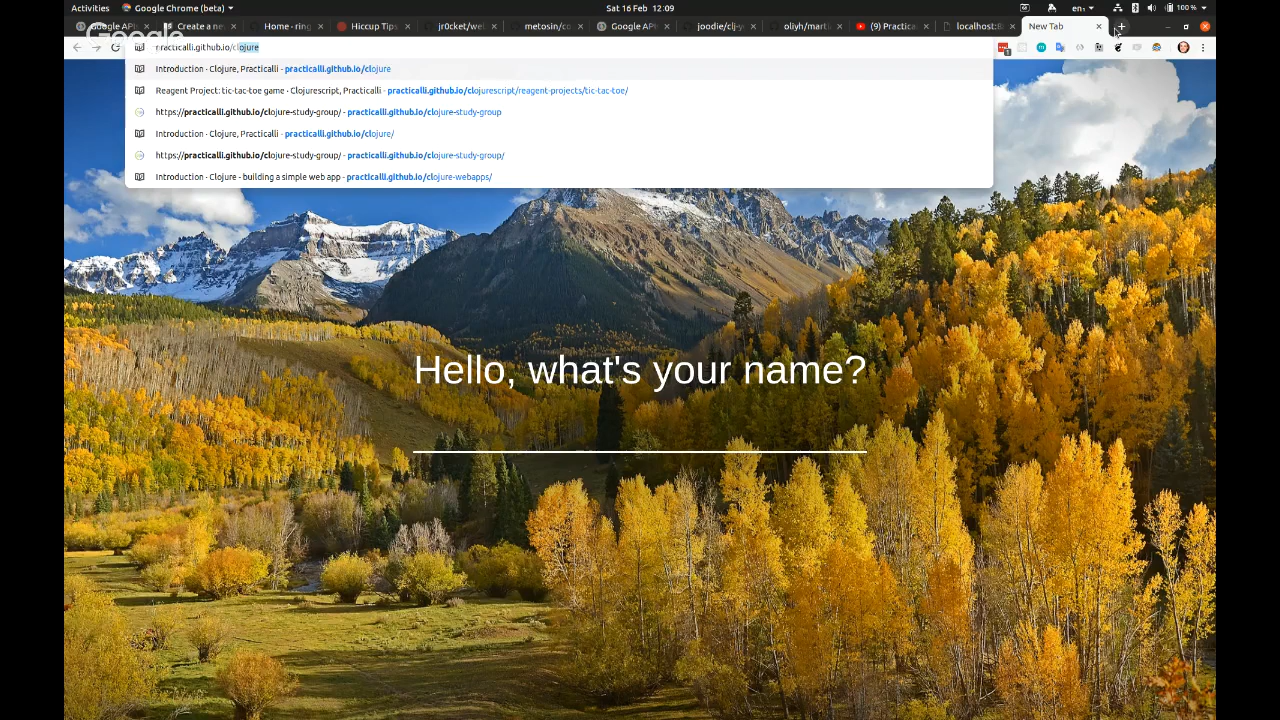 Activities Google Chrome (beta) Sat 16 Feb 12:09 en₁ 100 %
Google APIs Create a ne Home · ring Hiccup Tips jr0cket/wel metosin/co Google APIs joodie/clj-y oliyh/mart (9) Practica localhost:8 New Tab
Google
practicalli.github.io/clojure
Introduction · Clojure, Practicalli - practicalli.github.io/clojure
Reagent Project: tic-tac-toe game · Clojurescript, Practicalli - practicalli.github.io/clojurescript/reagent-projects/tic-tac-toe/
https://practicalli.github.io/clojure-study-group/ - practicalli.github.io/clojure-study-group
Introduction · Clojure, Practicalli - practicalli.github.io/clojure/
https://practicalli.github.io/clojure-study-group/ - practicalli.github.io/clojure-study-group/
Introduction · Clojure - building a simple web app - practicalli.github.io/clojure-webapps/
Hello, what's your name?